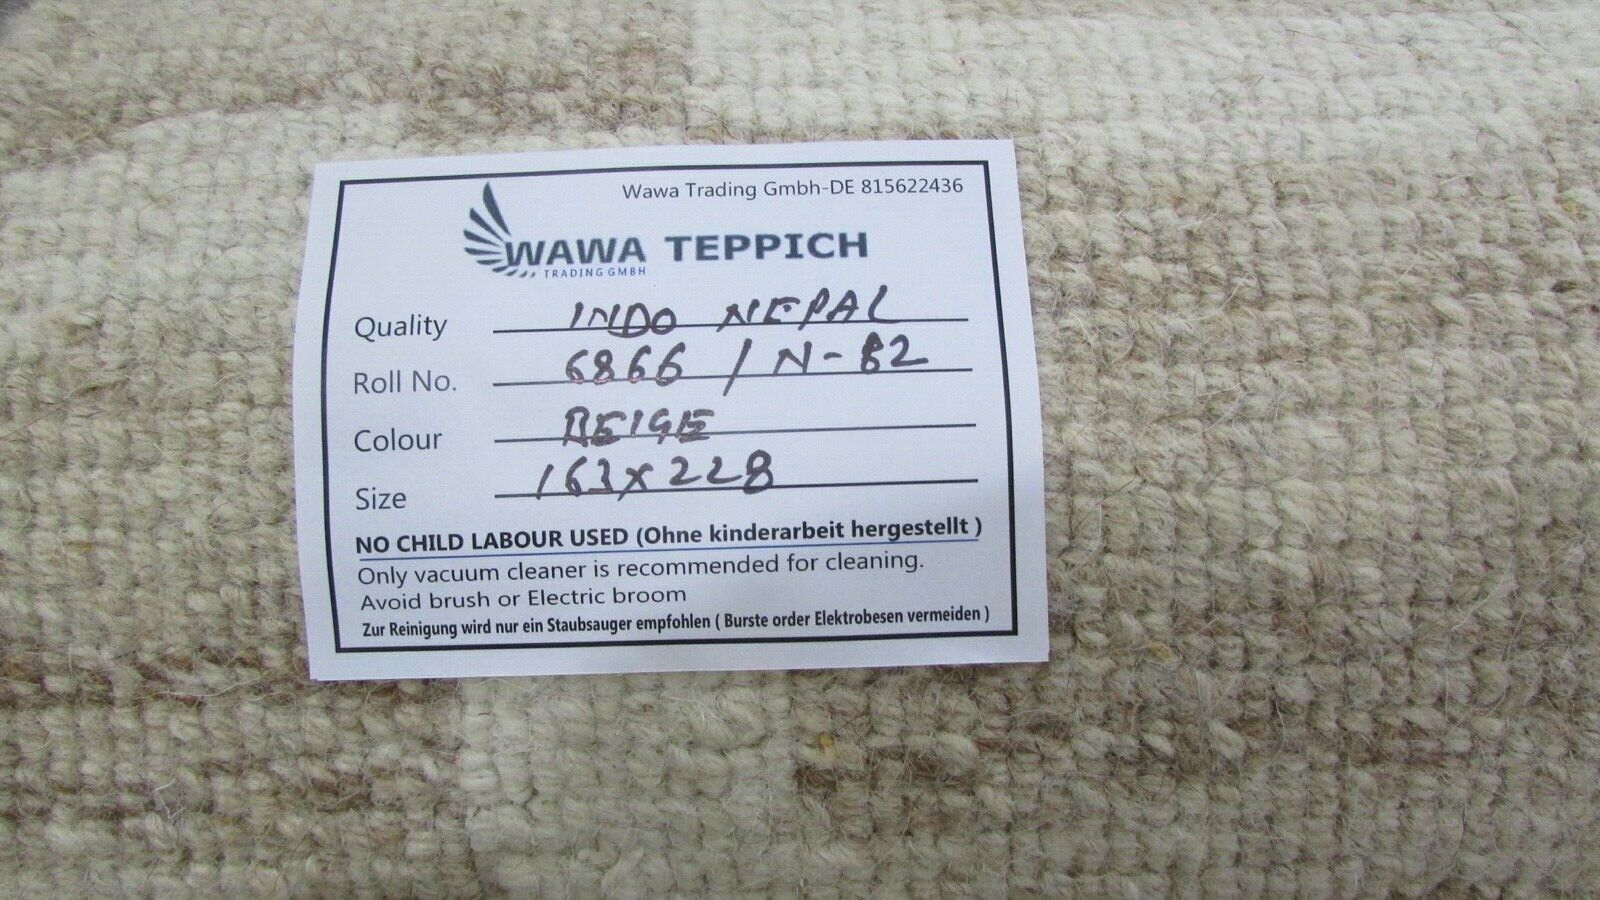 Wawa Trading Gmbh-DE 815622436
WAWA TEPPICH
TRADING GMBH
Quality INDO NEPAL
Roll No. 6866 / N-82
Colour BEIGE
Size 163x228
NO CHILD LABOUR USED (Ohne kinderarbeit hergestellt )
Only vacuum cleaner is recommended for cleaning.
Avoid brush or Electric broom
Zur Reinigung wird nur ein Staubsauger empfohlen ( Burste order Elektrobesen vermeiden )